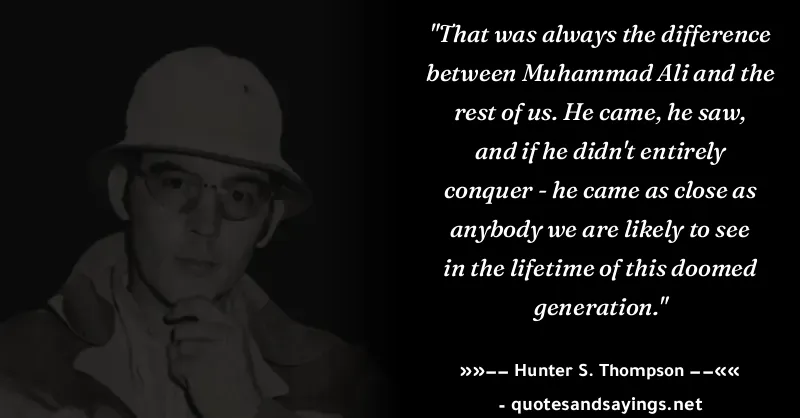 "That was always the difference
between Muhammad Ali and the
rest of us. He came, he saw,
and if he didn't entirely
conquer - he came as close as
anybody we are likely to see
in the lifetime of this doomed
generation."
»»–– Hunter S. Thompson ––««
- quotesandsayings.net